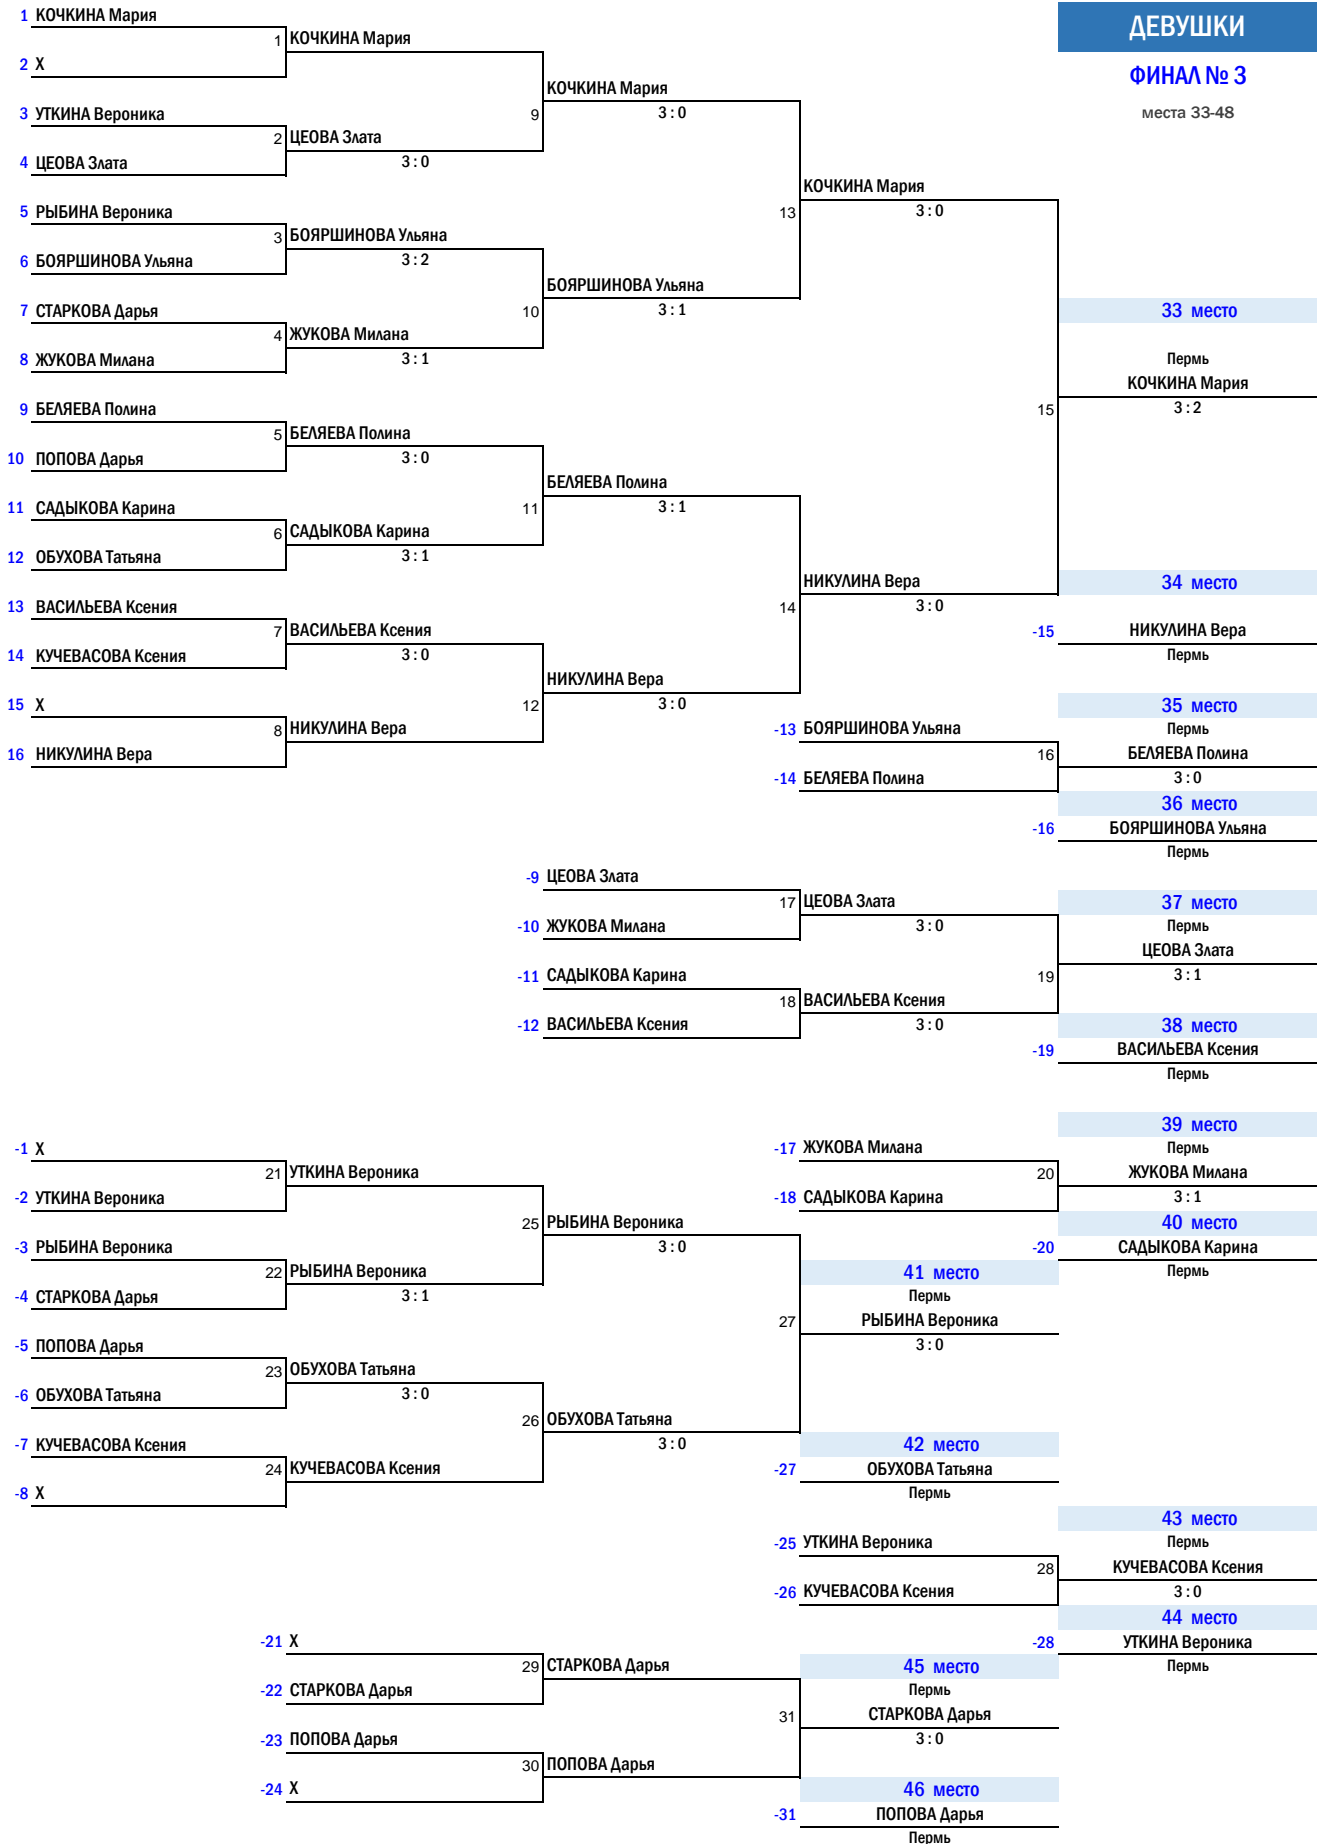 1 КОЧКИНА Мария
ДЕВУШКИ
1 КОЧКИНА Мария
2 Х
ФИНАЛ № 3
КОЧКИНА Мария
3 УТКИНА Вероника
9 3 : 0
места 33-48
2 ЦЕОВА Злата
4 ЦЕОВА Злата
3 : 0
КОЧКИНА Мария
5 РЫБИНА Вероника
13 3 : 0
3 БОЯРШИНОВА Ульяна
6 БОЯРШИНОВА Ульяна
3 : 2
БОЯРШИНОВА Ульяна
7 СТАРКОВА Дарья
10 3 : 1
33 место
4 ЖУКОВА Милана
8 ЖУКОВА Милана
3 : 1
Пермь
КОЧКИНА Мария
9 БЕЛЯЕВА Полина
15 3 : 2
5 БЕЛЯЕВА Полина
10 ПОПОВА Дарья
3 : 0
БЕЛЯЕВА Полина
11 САДЫКОВА Карина
11 3 : 1
6 САДЫКОВА Карина
12 ОБУХОВА Татьяна
3 : 1
НИКУЛИНА Вера
34 место
13 ВАСИЛЬЕВА Ксения
14 3 : 0
7 ВАСИЛЬЕВА Ксения
-15 НИКУЛИНА Вера
14 КУЧЕВАСОВА Ксения
3 : 0
Пермь
НИКУЛИНА Вера
15 Х
12 3 : 0
35 место
8 НИКУЛИНА Вера
-13 БОЯРШИНОВА Ульяна
Пермь
16 НИКУЛИНА Вера
16 БЕЛЯЕВА Полина
-14 БЕЛЯЕВА Полина
3 : 0
36 место
-16 БОЯРШИНОВА Ульяна
Пермь
-9 ЦЕОВА Злата
17 ЦЕОВА Злата
37 место
-10 ЖУКОВА Милана
3 : 0
Пермь
ЦЕОВА Злата
-11 САДЫКОВА Карина
19 3 : 1
18 ВАСИЛЬЕВА Ксения
-12 ВАСИЛЬЕВА Ксения
3 : 0
38 место
-19 ВАСИЛЬЕВА Ксения
Пермь
39 место
-1 Х
-17 ЖУКОВА Милана
Пермь
21 УТКИНА Вероника
20 ЖУКОВА Милана
-2 УТКИНА Вероника
-18 САДЫКОВА Карина
3 : 1
25 РЫБИНА Вероника
40 место
-3 РЫБИНА Вероника
3 : 0
-20 САДЫКОВА Карина
22 РЫБИНА Вероника
41 место
Пермь
-4 СТАРКОВА Дарья
3 : 1
Пермь
27 РЫБИНА Вероника
-5 ПОПОВА Дарья
3 : 0
23 ОБУХОВА Татьяна
-6 ОБУХОВА Татьяна
3 : 0
26 ОБУХОВА Татьяна
-7 КУЧЕВАСОВА Ксения
3 : 0
42 место
24 КУЧЕВАСОВА Ксения
-27 ОБУХОВА Татьяна
-8 Х
Пермь
43 место
-25 УТКИНА Вероника
Пермь
28 КУЧЕВАСОВА Ксения
-26 КУЧЕВАСОВА Ксения
3 : 0
44 место
-21 Х
-28 УТКИНА Вероника
29 СТАРКОВА Дарья
45 место
Пермь
-22 СТАРКОВА Дарья
Пермь
31 СТАРКОВА Дарья
-23 ПОПОВА Дарья
3 : 0
30 ПОПОВА Дарья
-24 Х
46 место
-31 ПОПОВА Дарья
Пермь